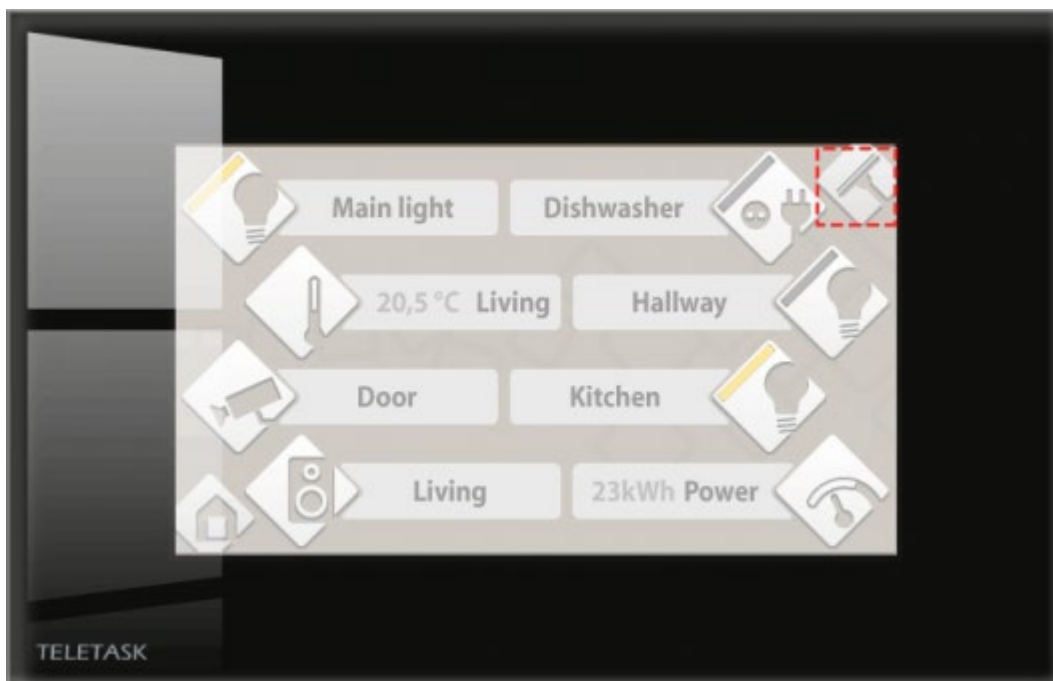 Main light Dishwasher
20,5 °C Living Hallway
Door Kitchen
Living 23kWh Power
TELETASK